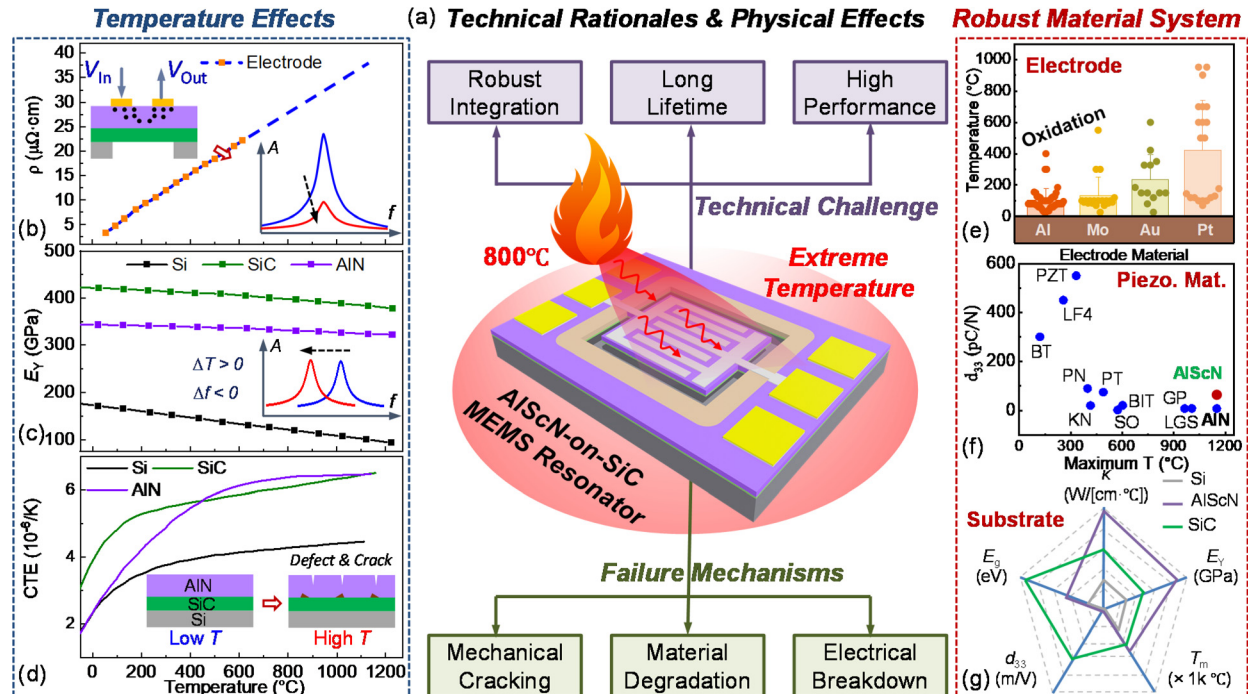 Temperature Effects
(a) Technical Rationales & Physical Effects
Robust Material System
ρ (μΩ·cm)
40
35
30
25
20
15
10
5
Electrode
V_In
V_Out
A
f
(b)
E_Y (GPa)
500
400
300
200
100
Si
SiC
AlN
ΔT > 0
Δf < 0
A
f
(c)
CTE (10⁻⁶/K)
6
4
2
Si
SiC
AlN
Defect & Crack
AlN
SiC
Si
Low T
High T
0 200 400 600 800 1000 1200
Temperature (°C)
(d)
Robust
Integration
Long
Lifetime
High
Performance
Technical Challenge
800℃
Extreme
Temperature
AlScN-on-SiC
MEMS Resonator
Failure Mechanisms
Mechanical
Cracking
Material
Degradation
Electrical
Breakdown
Temperature (°C)
1000
800
600
400
200
0
Electrode
Oxidation
Al
Mo
Au
Pt
(e)
Electrode Material
d₃₃ (pC/N)
600
400
200
0
Piezo. Mat.
PZT
LF4
BT
PN
PT
KN
BIT
SO
GP
LGS
AlScN
AlN
0 300 600 900 1200
(f)
Maximum T (°C)
κ
(W/[cm·℃])
Si
AlScN
SiC
Substrate
E_g
(eV)
E_Y
(GPa)
d₃₃
(m/V)
T_m
(× 1k ℃)
(g)